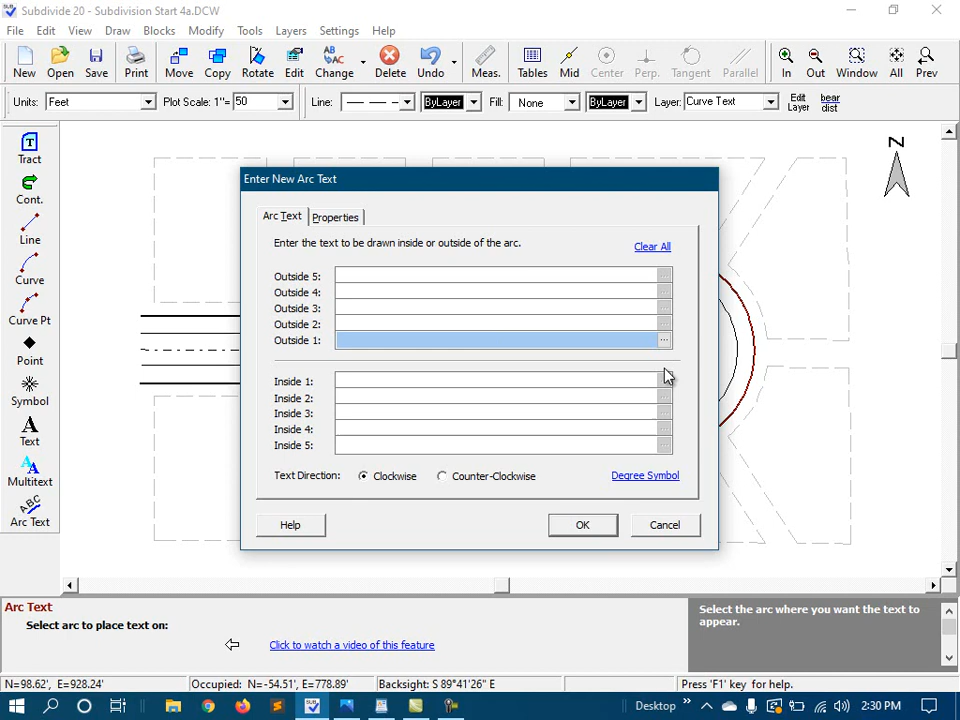 Subdivide 20 - Subdivision Start 4a.DCW
File Edit View Draw Blocks Modify Tools Layers Settings Help
New Open Save Print Move Copy Rotate Edit Change Delete Undo Meas. Tables Mid Center Perp. Tangent Parallel In Out Window All Prev
Units: Feet Plot Scale: 1"= 50 Line: ByLayer Fill: None ByLayer Layer: Curve Text Edit Layer bear dist
Tract
Cont.
Line
Curve
Curve Pt
Point
Symbol
Text
Multitext
Arc Text
N
Enter New Arc Text
Arc Text Properties
Enter the text to be drawn inside or outside of the arc.
Clear All
Outside 5:
Outside 4:
Outside 3:
Outside 2:
Outside 1:
Inside 1:
Inside 2:
Inside 3:
Inside 4:
Inside 5:
Text Direction: Clockwise Counter-Clockwise Degree Symbol
Help OK Cancel
Arc Text
Select arc to place text on:
Click to watch a video of this feature
Select the arc where you want the text to
appear.
N=98.62', E=928.24' Occupied: N=-54.51, E=778.89' Backsight: S 89°41'26" E Press 'F1' key for help.
Desktop » 2:30 PM